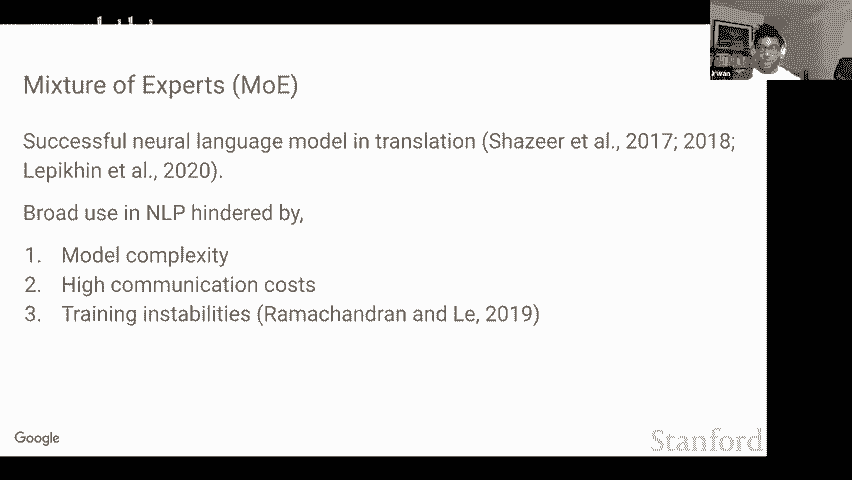 Mixture of Experts (MoE)
Successful neural language model in translation (Shazeer et al., 2017; 2018;
Lepikhin et al., 2020).
Broad use in NLP hindered by,
1. Model complexity
2. High communication costs
3. Training instabilities (Ramachandran and Le, 2019)
Google
Stanford